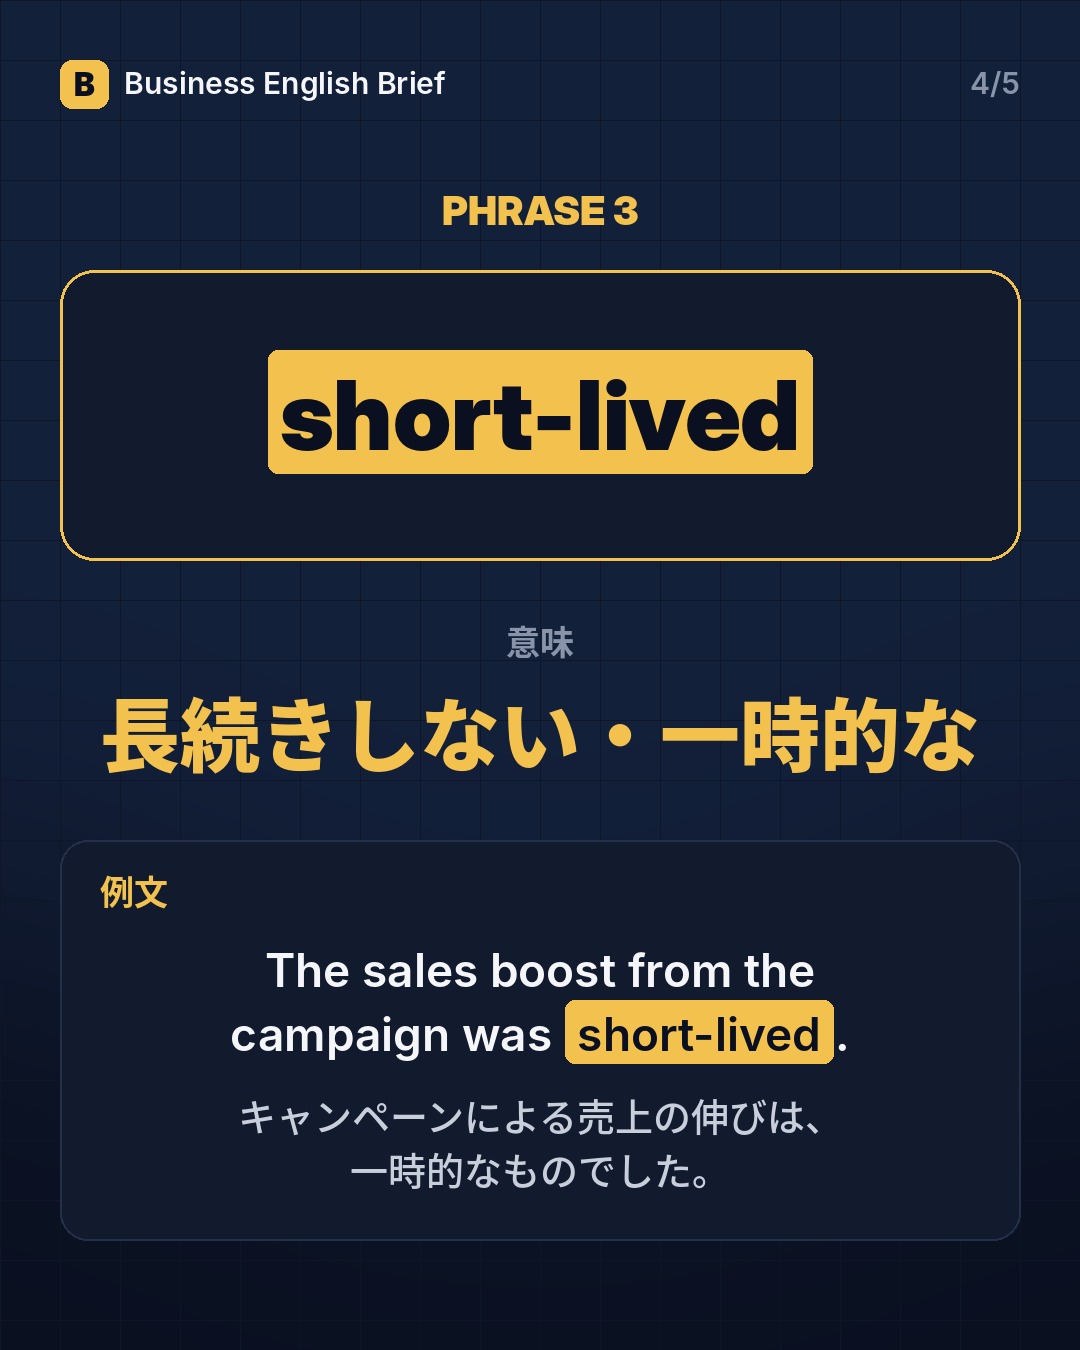 B Business English Brief 4/5
PHRASE 3
short-lived
意味
長続きしない・一時的な
例文
The sales boost from the
campaign was short-lived.
キャンペーンによる売上の伸びは、
一時的なものでした。